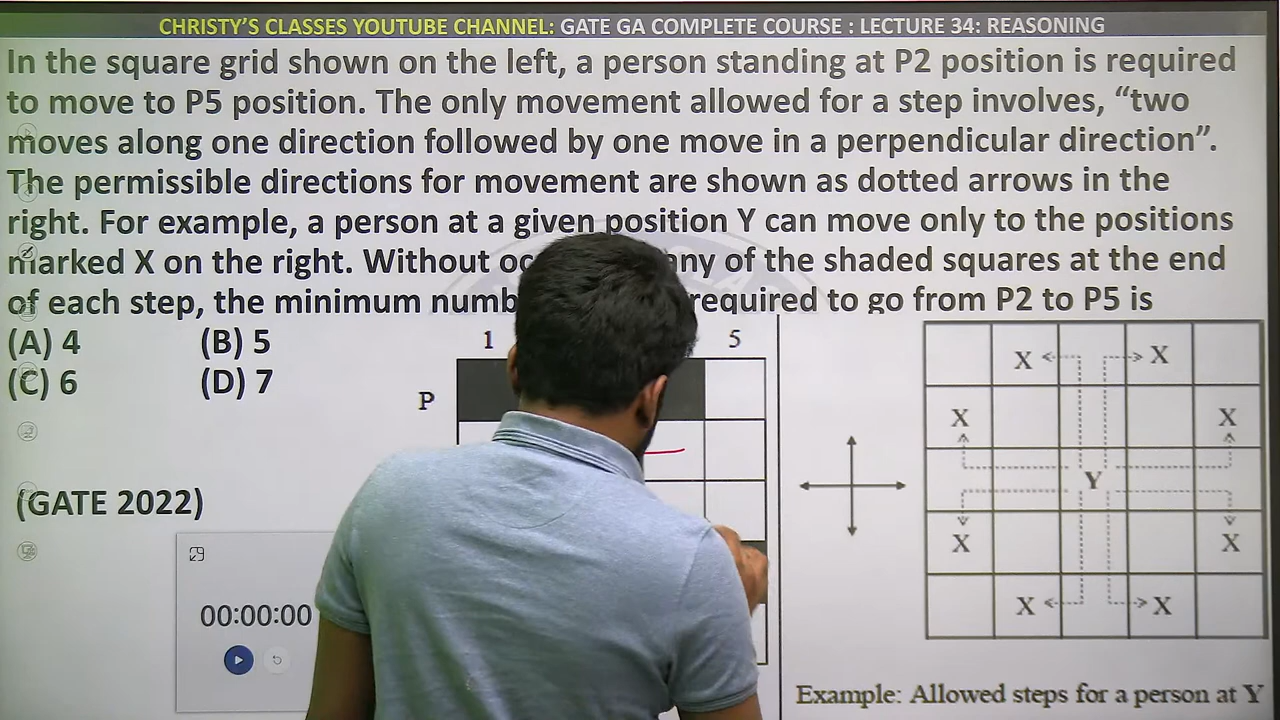 CHRISTY'S CLASSES YOUTUBE CHANNEL: GATE GA COMPLETE COURSE : LECTURE 34: REASONING
In the square grid shown on the left, a person standing at P2 position is required
to move to P5 position. The only movement allowed for a step involves, “two
moves along one direction followed by one move in a perpendicular direction”.
The permissible directions for movement are shown as dotted arrows in the
right. For example, a person at a given position Y can move only to the positions
marked X on the right. Without any of the shaded squares at the end
of each step, the minimum required to go from P2 to P5 is
(A) 4 (B) 5
(C) 6 (D) 7
(GATE 2022)
00:00:00
1 5
P
X X
X X
Y
X X
X X
Example: Allowed steps for a person at Y